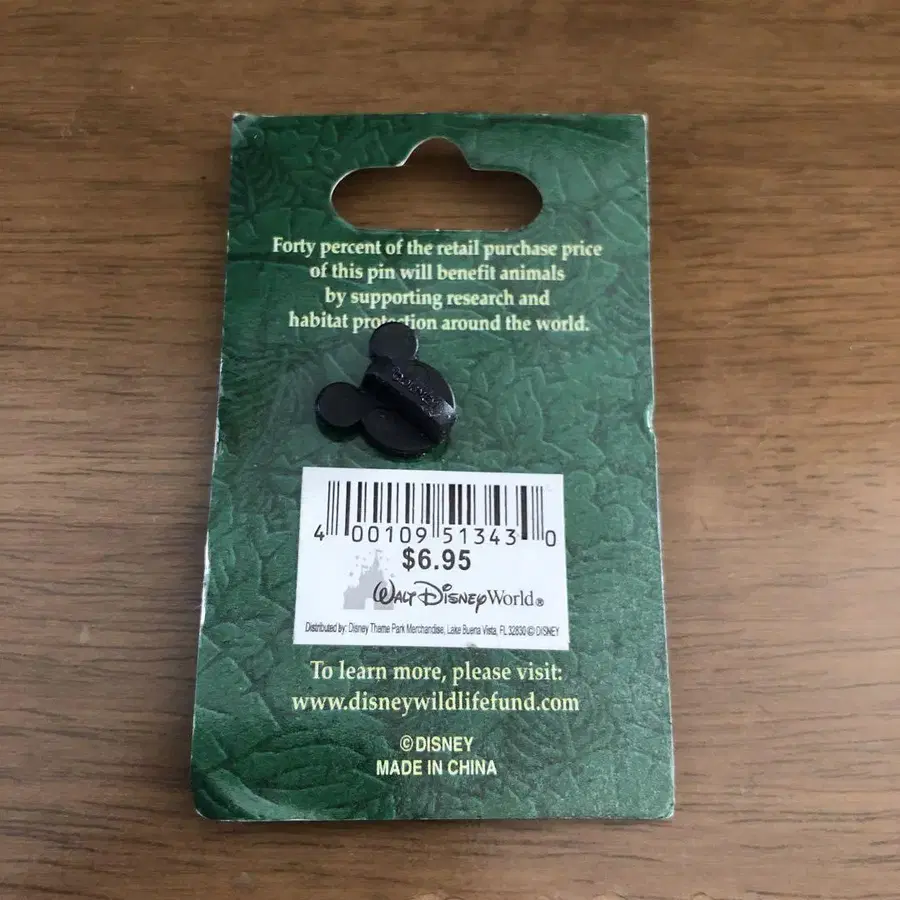 Forty percent of the retail purchase price
of this pin will benefit animals
by supporting research and
habitat protection around the world.
Disney
4 00109 51343 0
$6.95
WALT DISNEY World®
Distributed by: Disney Theme Park Merchandise, Lake Buena Vista, FL 32830 © DISNEY
To learn more, please visit:
www.disneywildlifefund.com
©DISNEY
MADE IN CHINA